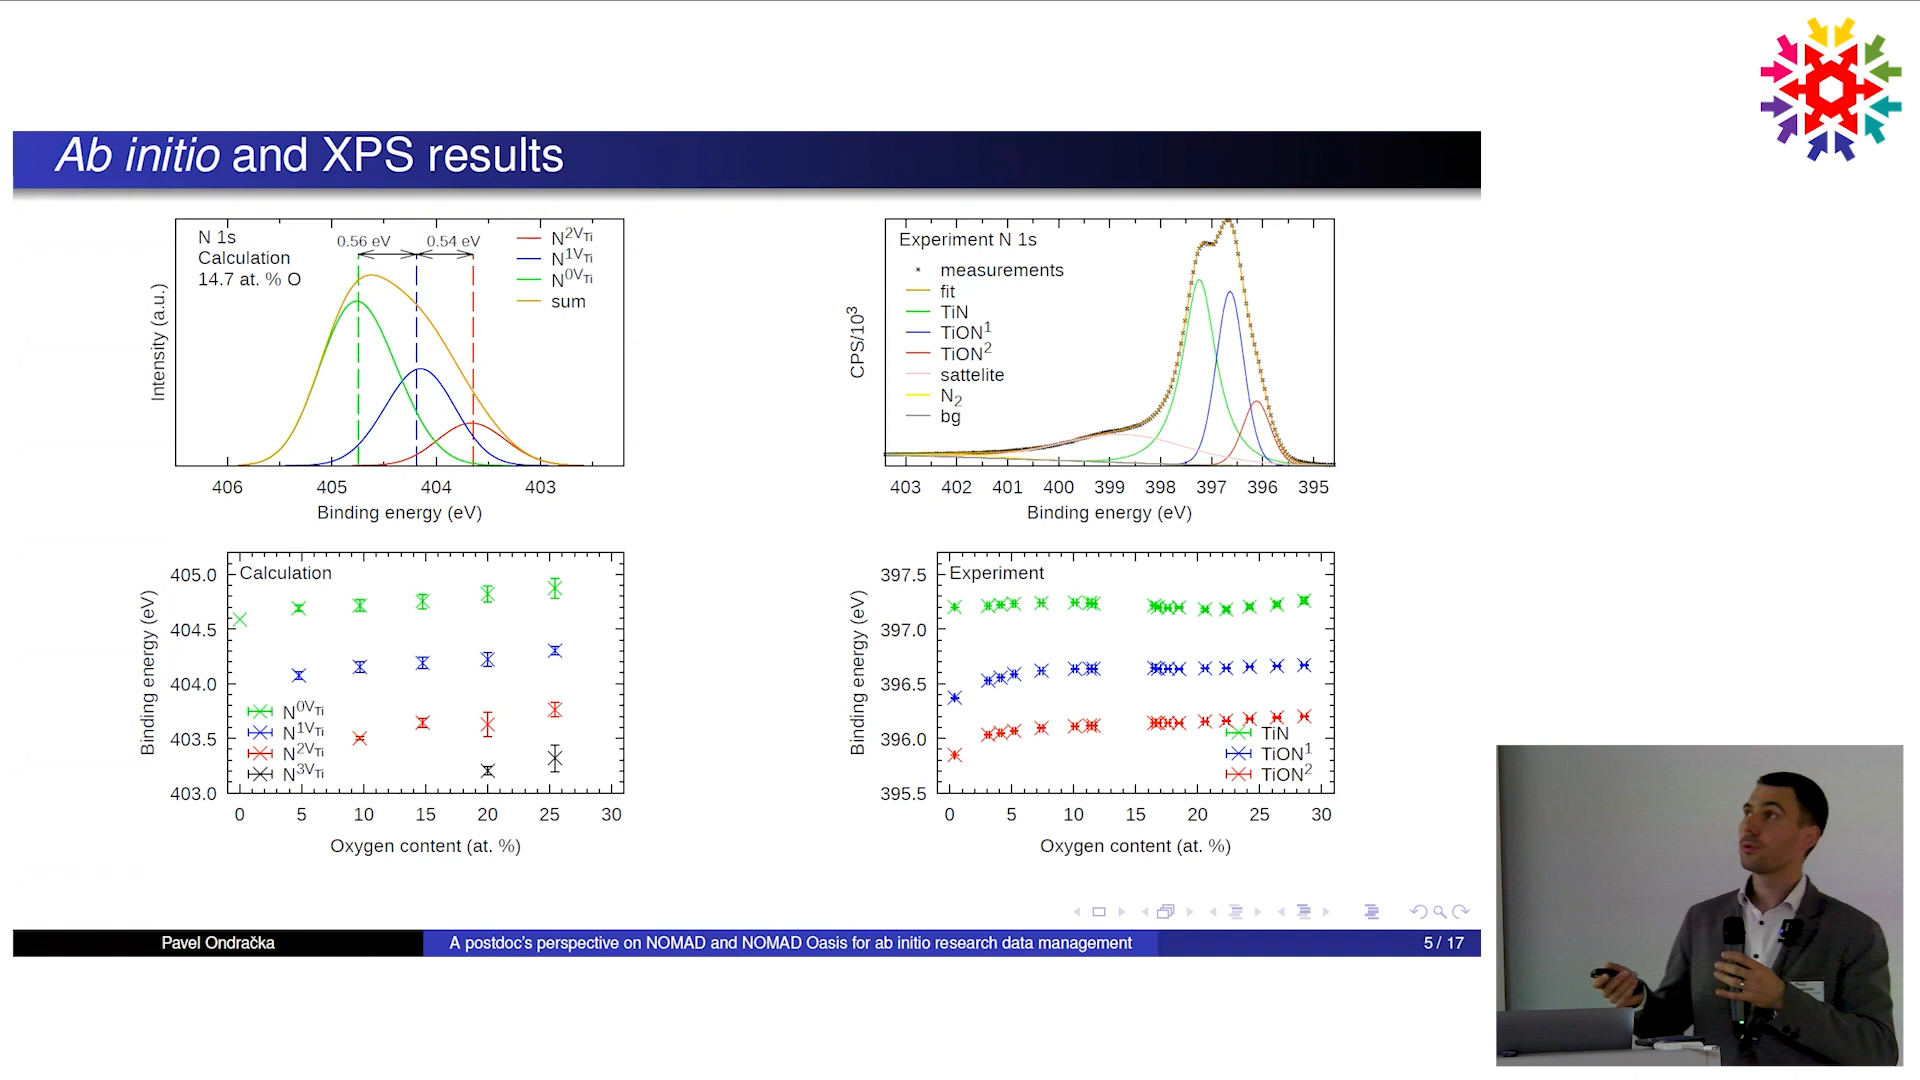 Ab initio and XPS results
N 1s
Calculation
14.7 at. % O
0.56 eV
0.54 eV
N2VTi
N1VTi
N0VTi
sum
Intensity (a.u.)
406 405 404 403
Binding energy (eV)
Experiment N 1s
measurements
fit
TiN
TiON1
TiON2
sattelite
N2
bg
CPS/103
403 402 401 400 399 398 397 396 395
Binding energy (eV)
Calculation
405.0
404.5
404.0
403.5
403.0
Binding energy (eV)
N0VTi
N1VTi
N2VTi
N3VTi
0 5 10 15 20 25 30
Oxygen content (at. %)
Experiment
397.5
397.0
396.5
396.0
395.5
Binding energy (eV)
TiN
TiON1
TiON2
0 5 10 15 20 25 30
Oxygen content (at. %)
Pavel Ondračka
A postdoc's perspective on NOMAD and NOMAD Oasis for ab initio research data management
5 / 17